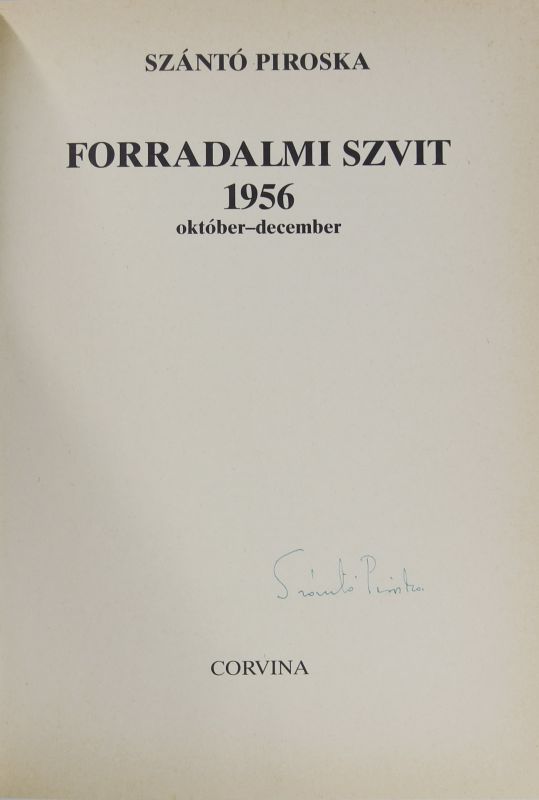 SZÁNTÓ PIROSKA
FORRADALMI SZVIT
1956
október–december
Szántó Piroska
CORVINA